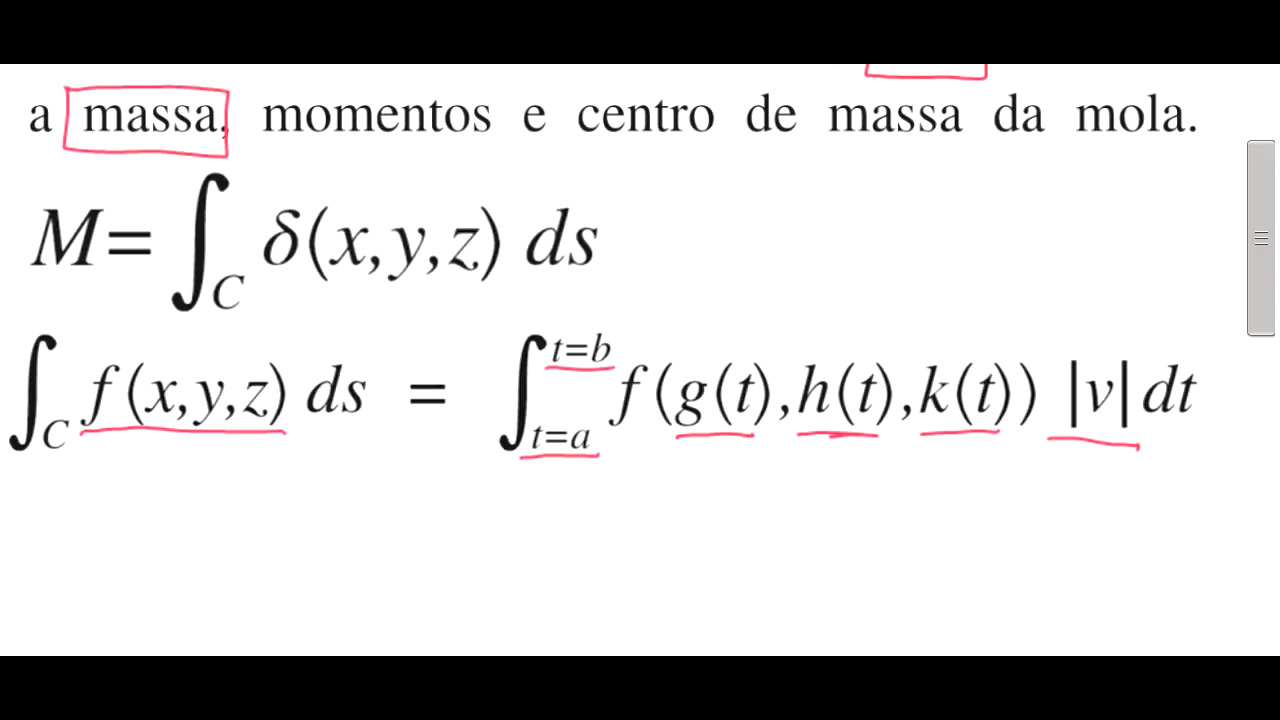 a massa, momentos e centro de massa da mola.
M=∫_C δ(x,y,z) ds
∫_C f(x,y,z) ds = ∫_{t=a}^{t=b} f(g(t),h(t),k(t)) |v| dt